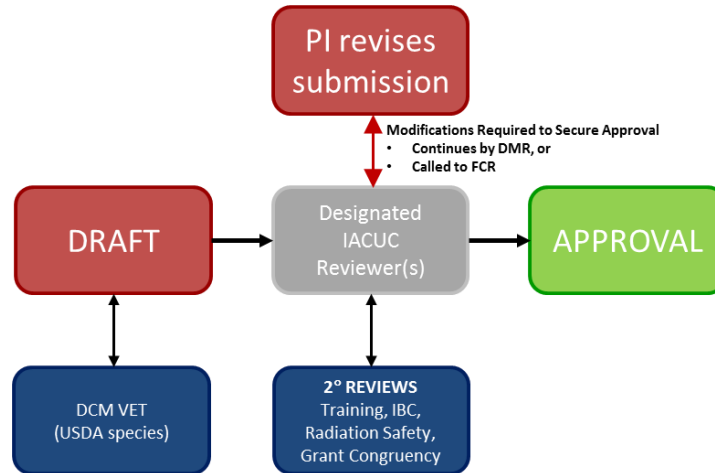 PI revises
submission
Modifications Required to Secure Approval
• Continues by DMR, or
• Called to FCR
DRAFT
Designated
IACUC
Reviewer(s)
APPROVAL
DCM VET
(USDA species)
2º REVIEWS
Training, IBC,
Radiation Safety,
Grant Congruency